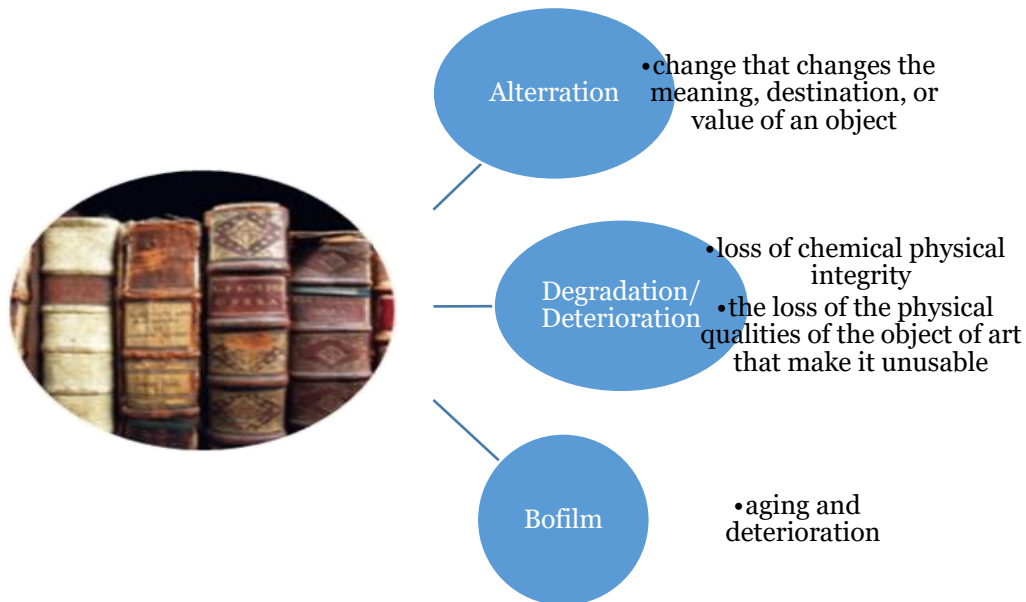 Alterration
•change that changes the
meaning, destination, or
value of an object
Degradation/
Deterioration
•loss of chemical physical
integrity
•the loss of the physical
qualities of the object of art
that make it unusable
Bofilm
•aging and
deterioration